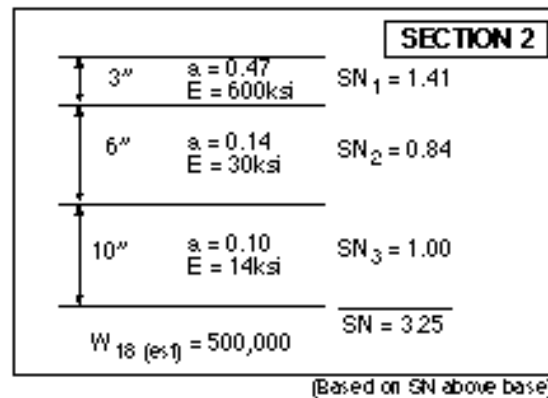 SECTION 2
3″ a = 0.47 SN1 = 1.41
E = 600ksi
6″ a = 0.14 SN2 = 0.84
E = 30ksi
10″ a = 0.10 SN3 = 1.00
E = 14ksi
SN = 3.25
W18 (est) = 500,000
(Based on SN above base)